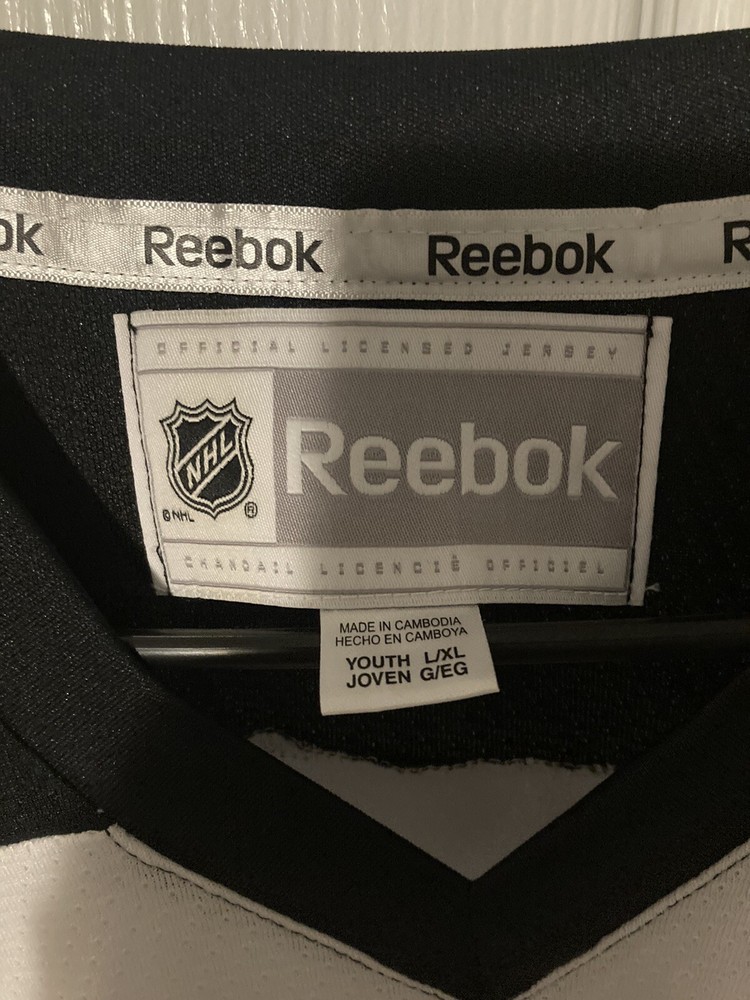 ok Reebok Reebok R
OFFICIAL LICENSED JERSEY
NHL
Reebok
©NHL ®
CHANDAIL LICENCIÉ OFFICIEL
MADE IN CAMBODIA
HECHO EN CAMBOYA
YOUTH L/XL
JOVEN G/EG